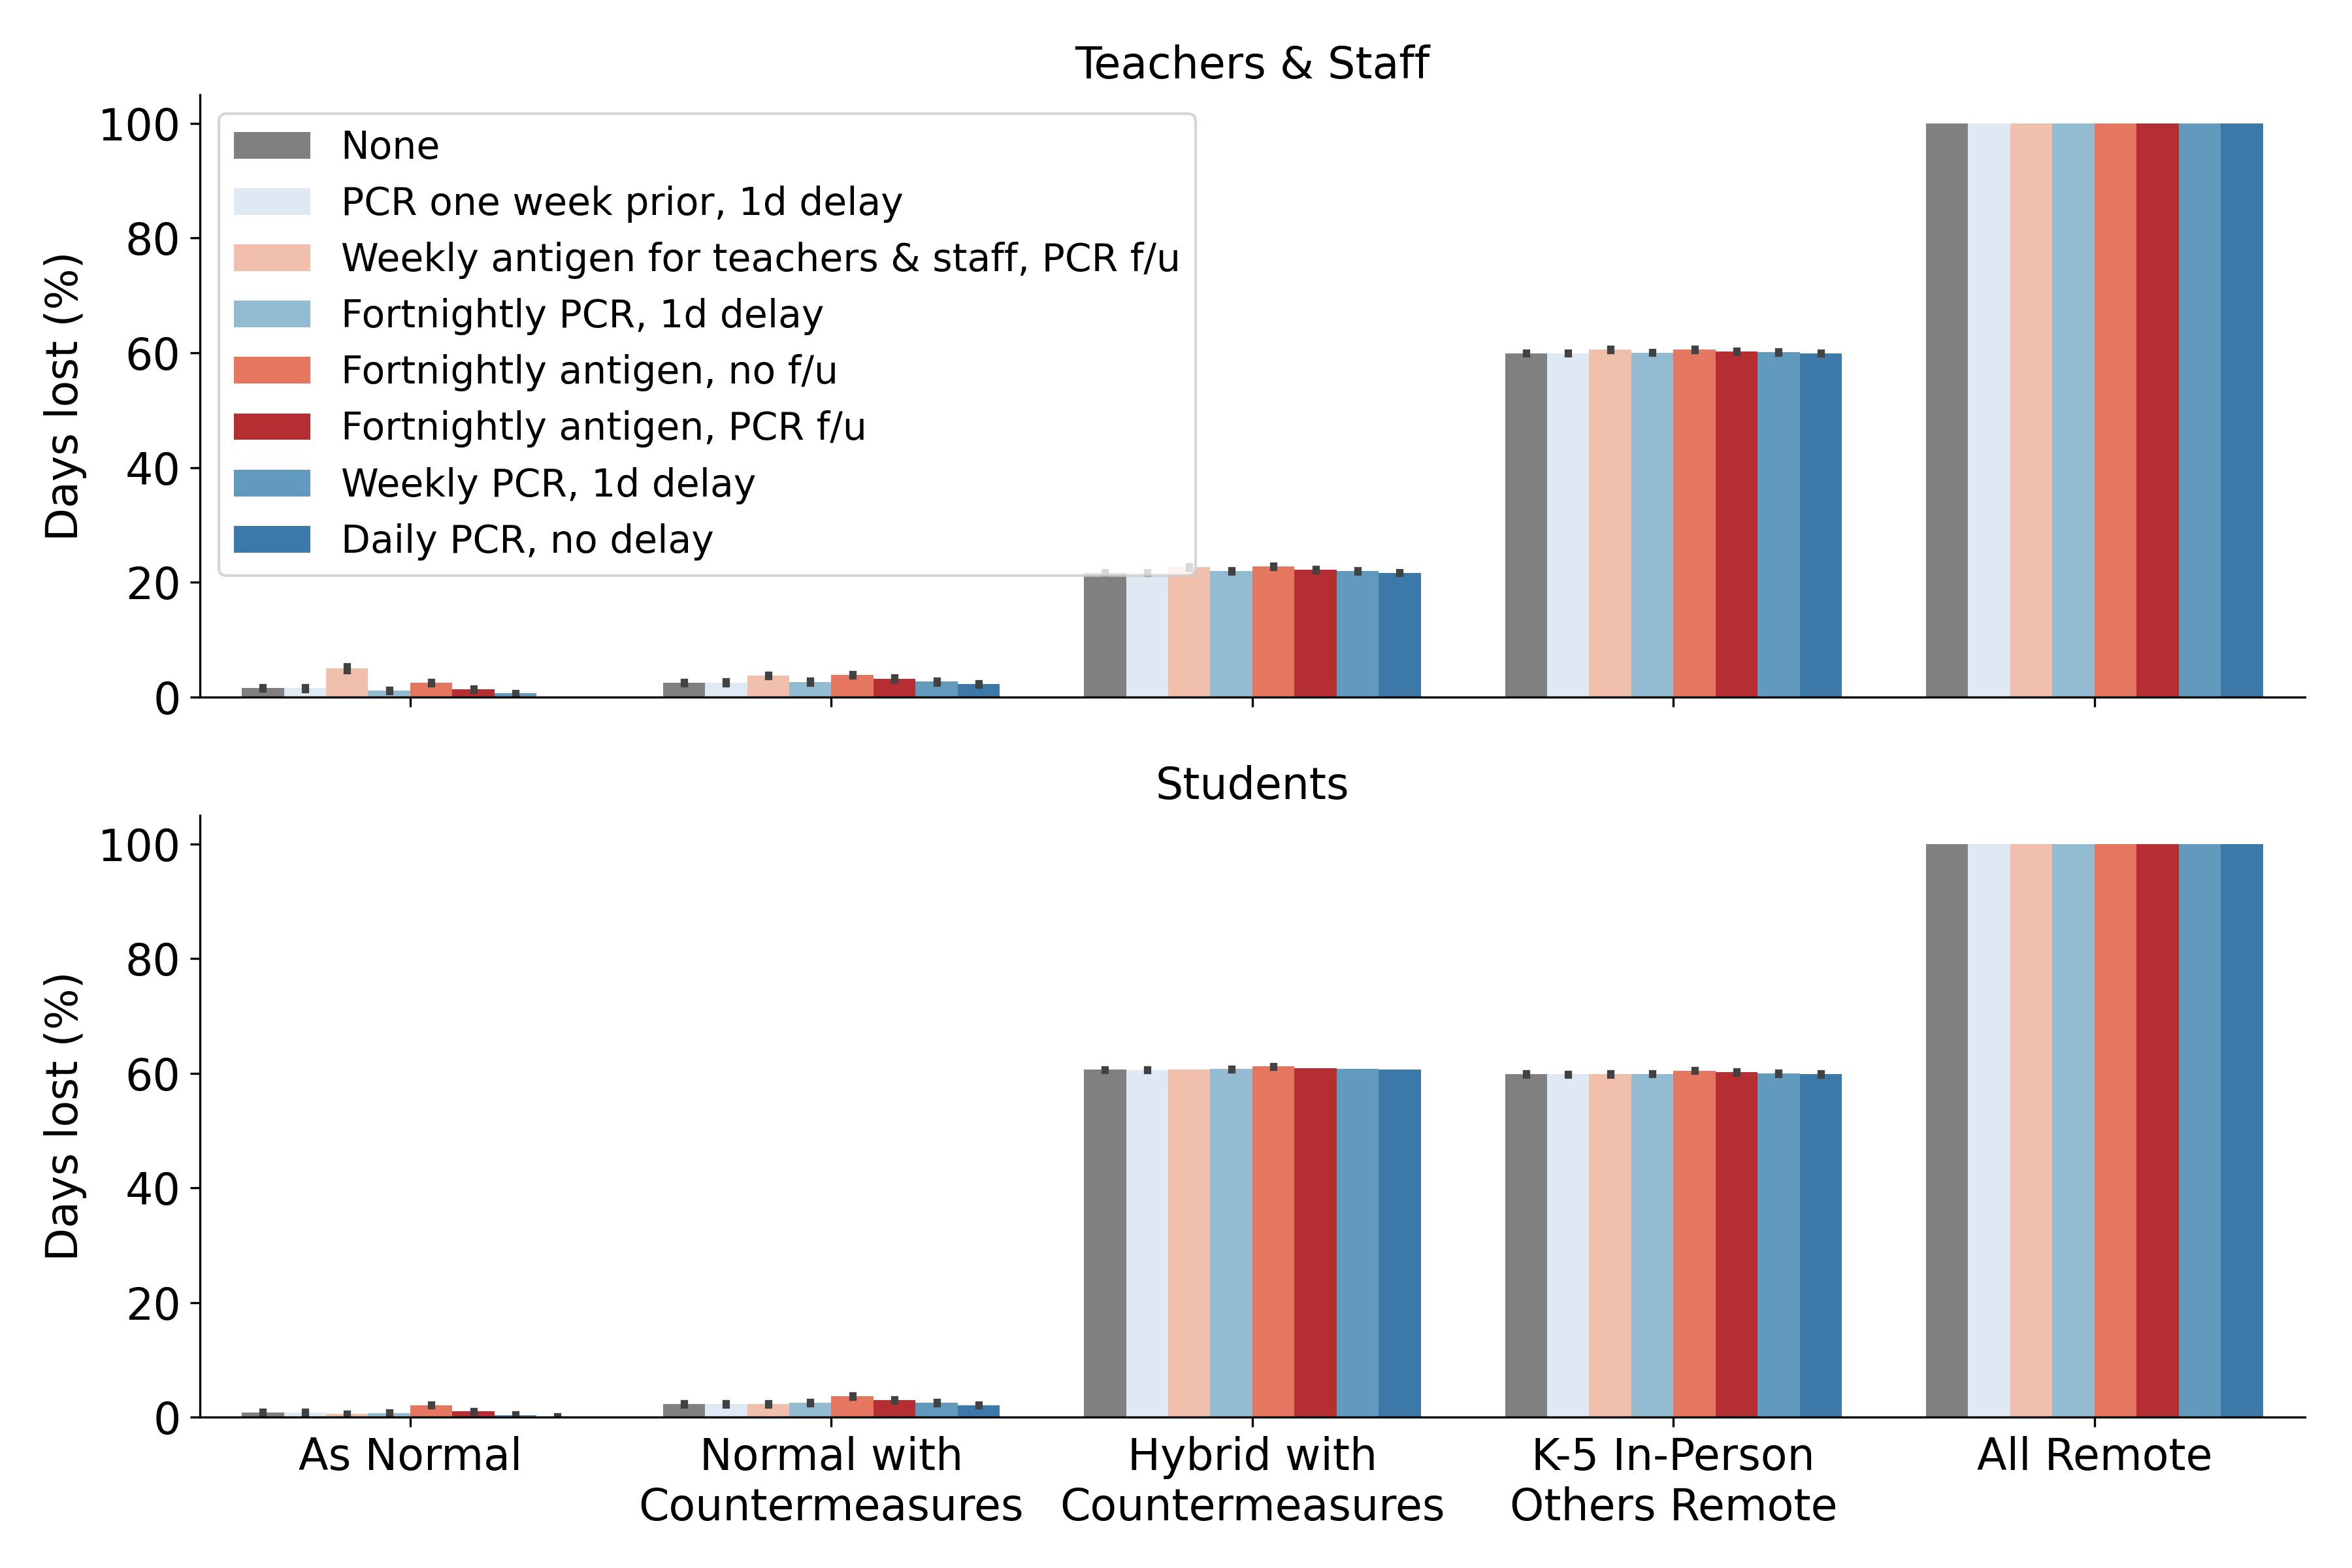 Teachers & Staff
Days lost (%)
100
80
60
40
20
0
None
PCR one week prior, 1d delay
Weekly antigen for teachers & staff, PCR f/u
Fortnightly PCR, 1d delay
Fortnightly antigen, no f/u
Fortnightly antigen, PCR f/u
Weekly PCR, 1d delay
Daily PCR, no delay
Students
Days lost (%)
100
80
60
40
20
0
As Normal
Normal with
Countermeasures
Hybrid with
Countermeasures
K-5 In-Person
Others Remote
All Remote